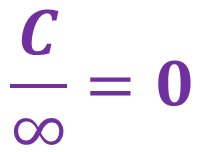 C/∞ = 0